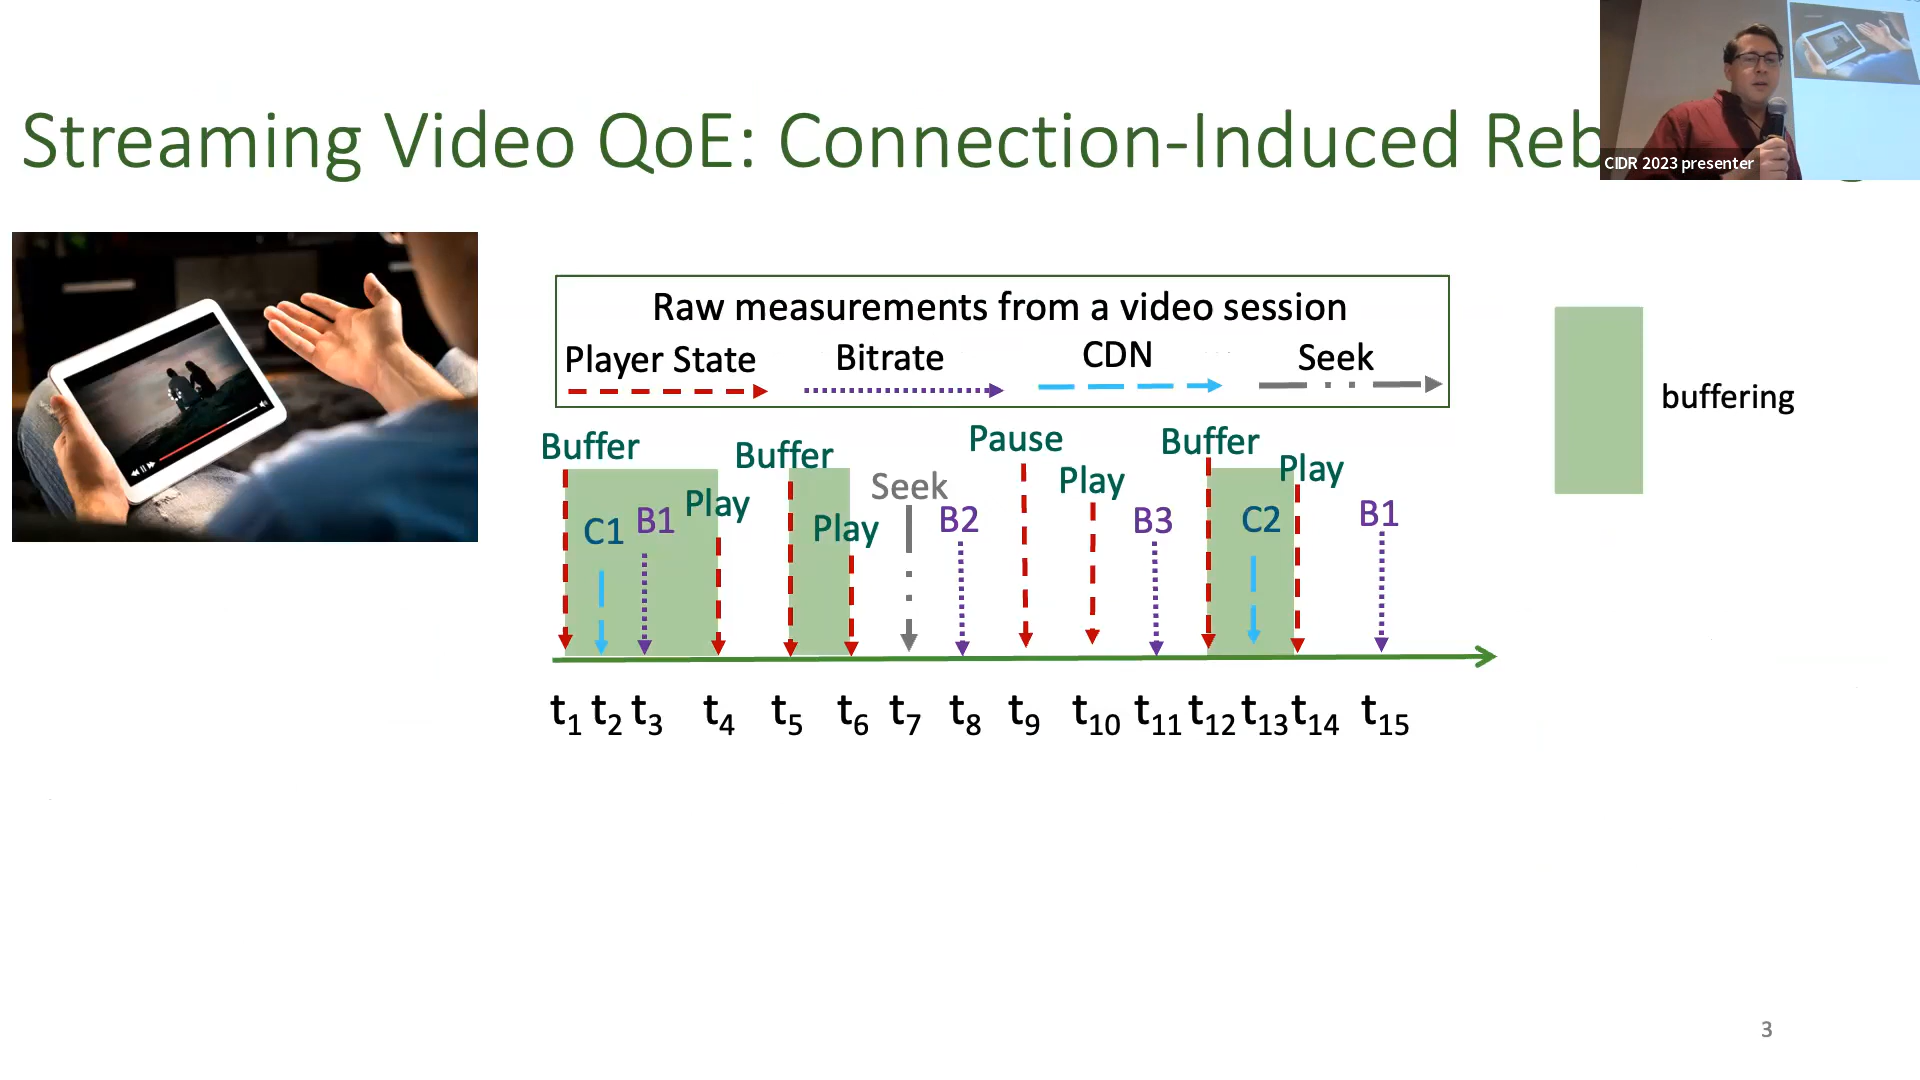 Streaming Video QoE: Connection-Induced Reb
CIDR 2023 presenter
Raw measurements from a video session
Player State Bitrate CDN Seek
buffering
Buffer Buffer Pause Buffer
Play Play
Seek
Play C1 B1 Play B2 B3 C2 B1
t1 t2 t3 t4 t5 t6 t7 t8 t9 t10 t11 t12 t13 t14 t15
3